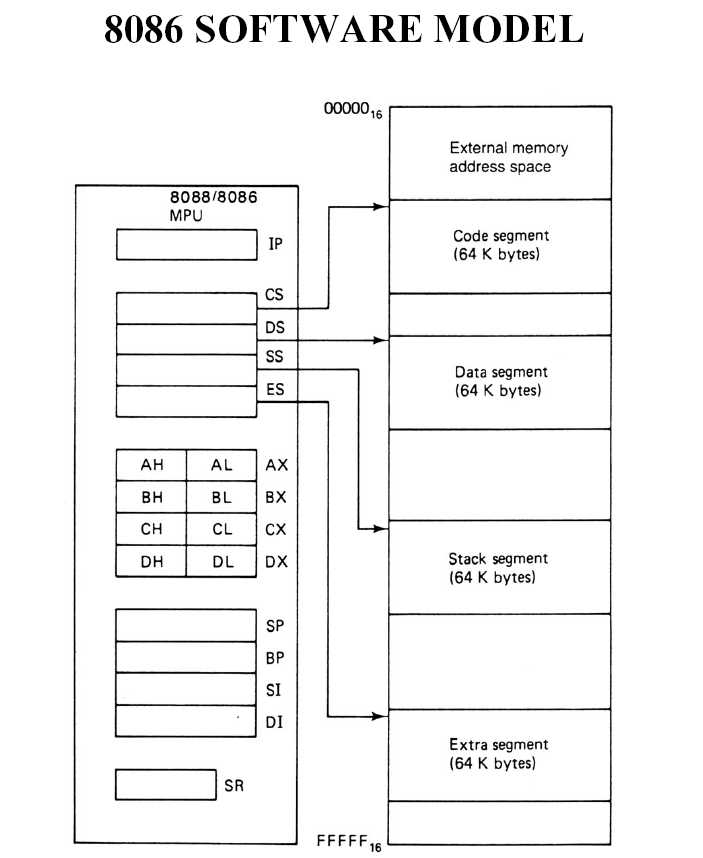 8086 SOFTWARE MODEL
00000₁₆
External memory
address space
8088/8086
MPU
IP
CS
DS
SS
ES
AH AL AX
BH BL BX
CH CL CX
DH DL DX
SP
BP
SI
DI
SR
Code segment
(64 K bytes)
Data segment
(64 K bytes)
Stack segment
(64 K bytes)
Extra segment
(64 K bytes)
FFFFF₁₆